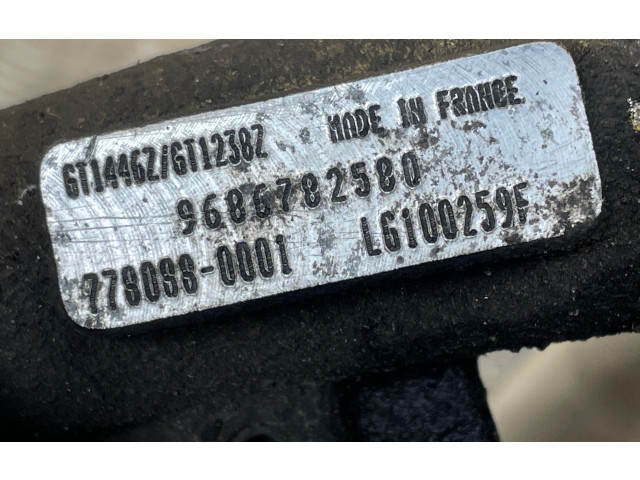 GT1446Z/GT1238Z MADE IN FRANCE
9686782580
778088-0001 LG100259F